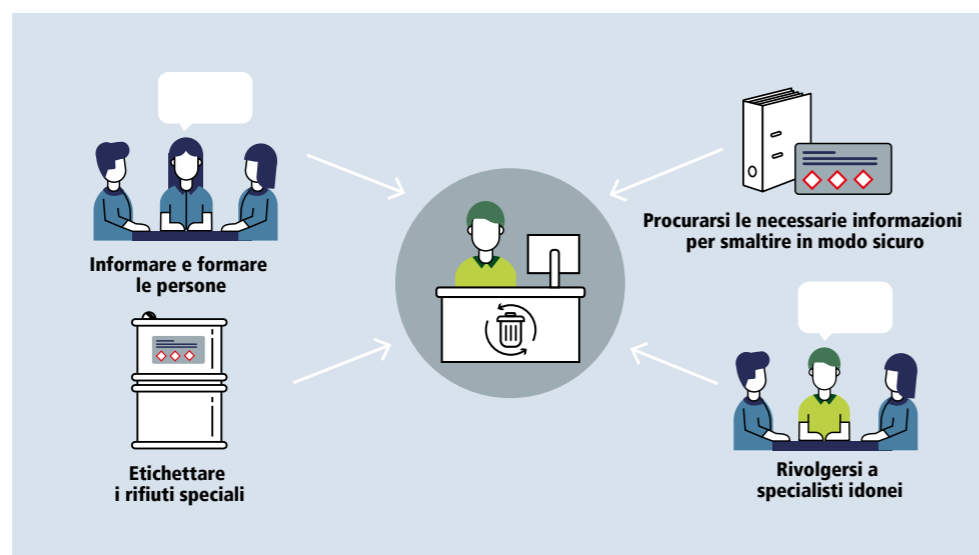 Informare e formare
le persone
Procurarsi le necessarie informazioni
per smaltire in modo sicuro
Etichettare
i rifiuti speciali
Rivolgersi a
specialisti idonei